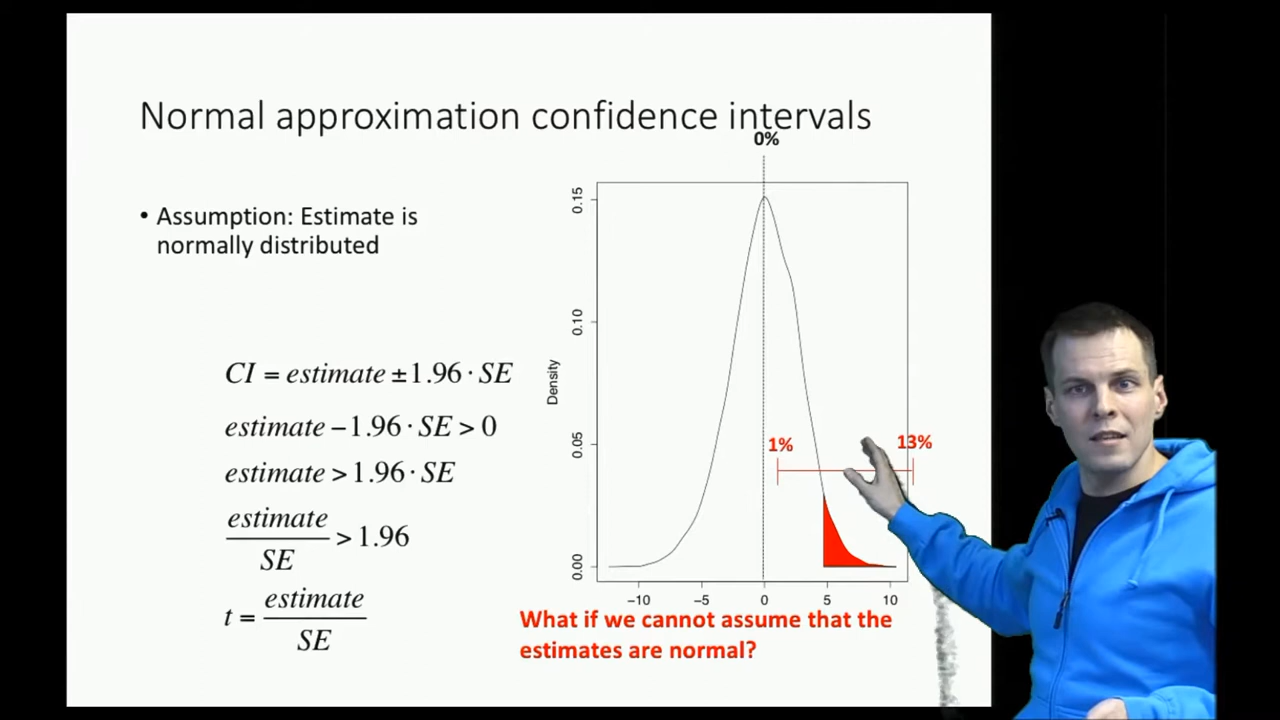 Normal approximation confidence intervals
• Assumption: Estimate is
normally distributed
CI = estimate ± 1.96 · SE
estimate − 1.96 · SE > 0
estimate > 1.96 · SE
estimate
SE
> 1.96
t =
estimate
SE
0%
0.15
0.10
0.05
0.00
Density
1%
13%
−10 −5 0 5 10
What if we cannot assume that the
estimates are normal?